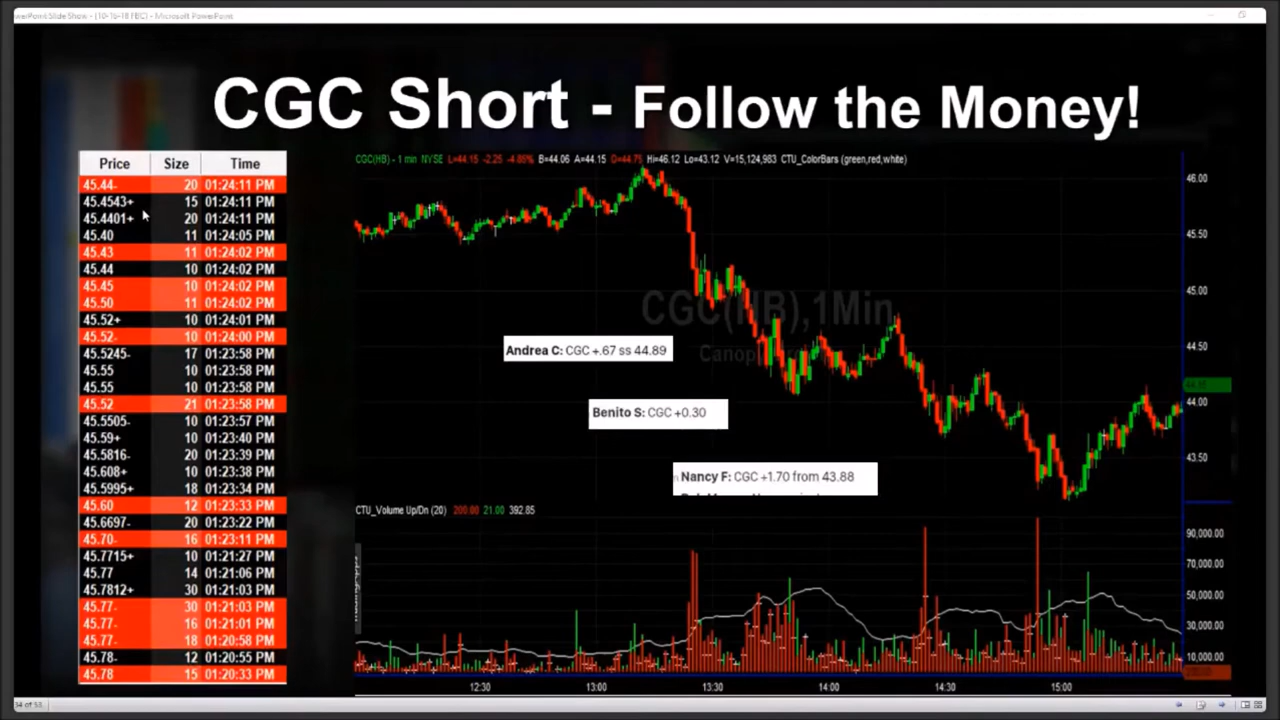 PowerPoint Slide Show - (10-16-18 FBC) - Microsoft PowerPoint
CGC Short - Follow the Money!
Price Size Time
45.44- 20 01:24:11 PM
45.4543+ 15 01:24:11 PM
45.4401+ 20 01:24:11 PM
45.40 11 01:24:05 PM
45.43 11 01:24:02 PM
45.44 10 01:24:02 PM
45.45 10 01:24:02 PM
45.50 11 01:24:02 PM
45.52+ 10 01:24:01 PM
45.52- 10 01:24:00 PM
45.5245- 17 01:23:58 PM
45.55 10 01:23:58 PM
45.55 10 01:23:58 PM
45.52 21 01:23:58 PM
45.5505- 10 01:23:57 PM
45.59+ 10 01:23:40 PM
45.5816- 20 01:23:39 PM
45.608+ 10 01:23:38 PM
45.5995+ 18 01:23:34 PM
45.60 12 01:23:33 PM
45.6697- 20 01:23:22 PM
45.70- 16 01:23:11 PM
45.7715+ 10 01:21:27 PM
45.77 14 01:21:06 PM
45.7812+ 30 01:21:03 PM
45.77- 30 01:21:03 PM
45.77- 16 01:21:01 PM
45.77- 18 01:20:58 PM
45.78- 12 01:20:55 PM
45.78 15 01:20:33 PM
CGC(HB) - 1 min NYSE L=44.15 -2.25 -4.85% B=44.06 A=44.15 O=44.75 Hi=46.12 Lo=43.12 V=15,124,983 CTU_ColorBars (green,red,white)
46.00
45.50
45.00
44.50
44.00
43.50
CGC(HB), 1Min
Andrea C: CGC +.67 ss 44.89
Benito S: CGC +0.30
Nancy F: CGC +1.70 from 43.88
CTU_Volume Up/Dn (20) 200.00 21.00 392.85
90,000.00
70,000.00
50,000.00
30,000.00
10,000.00
12:30 13:00 13:30 14:00 14:30 15:00
34 of 53